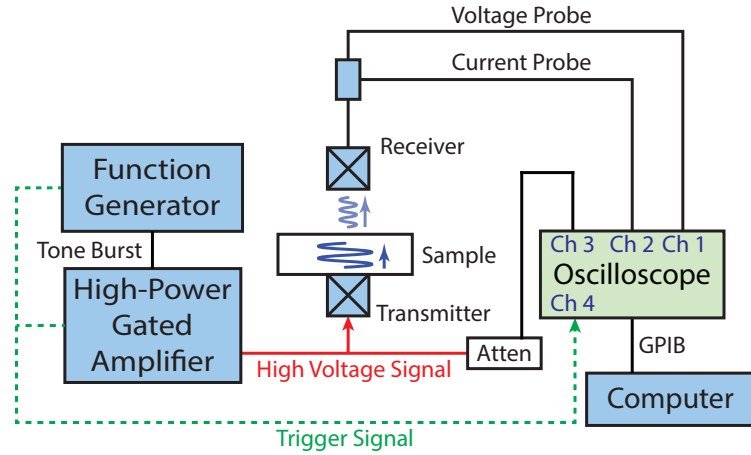 Voltage Probe
Current Probe
Receiver
Function
Generator
Tone Burst
Sample
Ch 3 Ch 2 Ch 1
Oscilloscope
Ch 4
High-Power
Gated
Amplifier
Transmitter
Atten
GPIB
High Voltage Signal
Computer
Trigger Signal